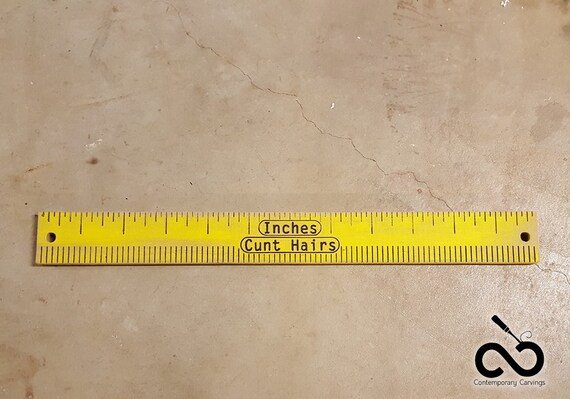 Inches
Cunt Hairs
Contemporary Carvings